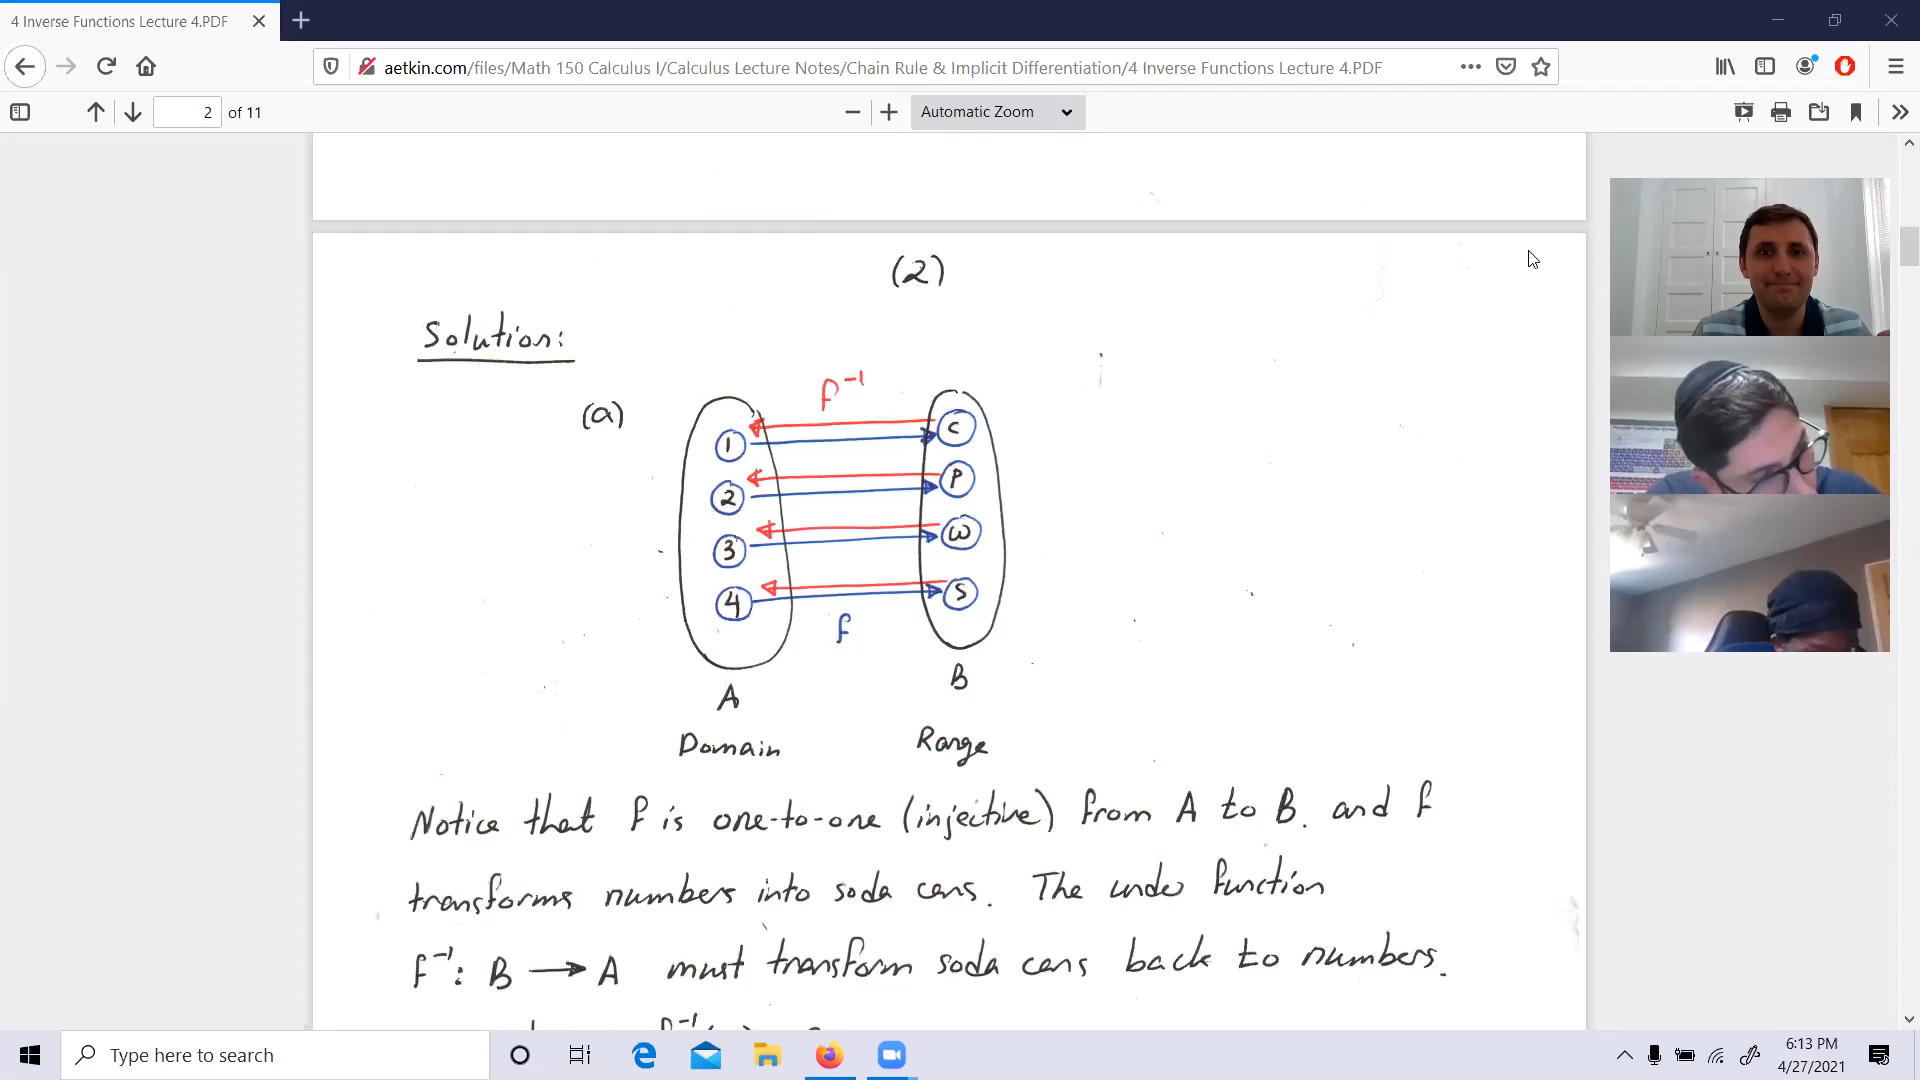 4 Inverse Functions Lecture 4.PDF
aetkin.com/files/Math 150 Calculus I/Calculus Lecture Notes/Chain Rule & Implicit Differentiation/4 Inverse Functions Lecture 4.PDF
2 of 11
Automatic Zoom
(2)
Solution:
(a)
f⁻¹
1 C
2 P
3 W
4 S
f
A B
Domain Range
Notice that f is one-to-one (injective) from A to B. and f
transforms numbers into soda cans. The undo function
f⁻¹: B → A must transform soda cans back to numbers.
Type here to search
6:13 PM
4/27/2021